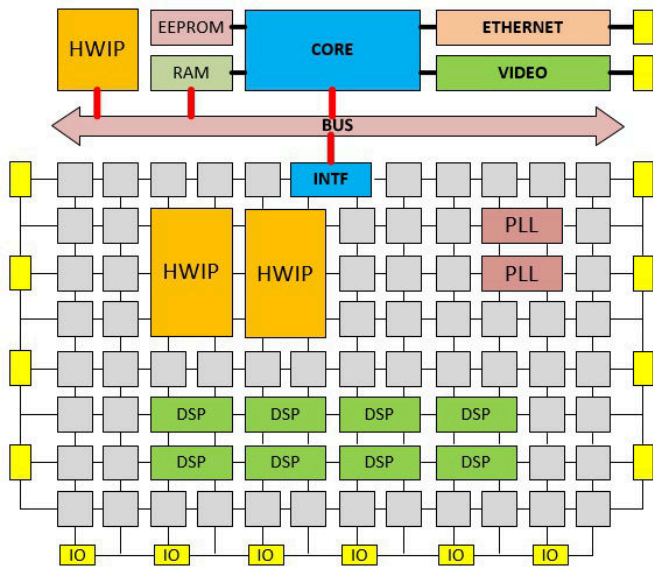 HWIP
EEPROM
CORE
ETHERNET
RAM
VIDEO
BUS
INTF
HWIP
HWIP
PLL
PLL
DSP DSP DSP DSP
DSP DSP DSP DSP
IO IO IO IO IO IO